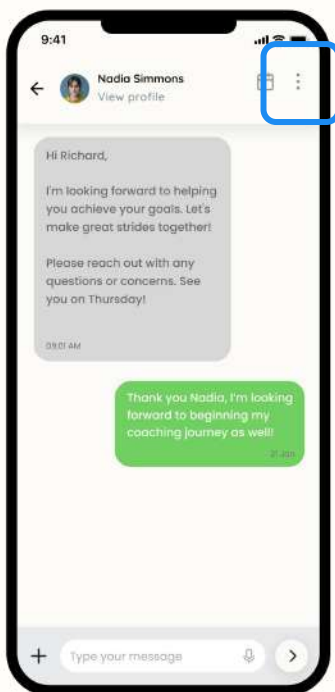 9:41
Nadia Simmons
View profile
Hi Richard,
I'm looking forward to helping
you achieve your goals. Let's
make great strides together!
Please reach out with any
questions or concerns. See
you on Thursday!
09:01 AM
Thank you Nadia, I'm looking
forward to beginning my
coaching journey as well!
21 Jan
Type your message